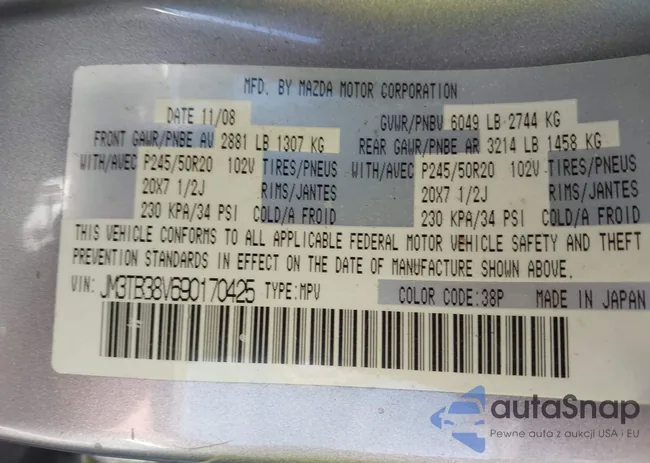 MFD. BY MAZDA MOTOR CORPORATION
DATE 11/08 GVWR/PNBV 6049 LB 2744 KG
FRONT GAWR/PNBE AV 2881 LB 1307 KG REAR GAWR/PNBE AR 3214 LB 1458 KG
WITH/AVEC P245/50R20 102V TIRES/PNEUS WITH/AVEC P245/50R20 102V TIRES/PNEUS
20X7 1/2J RIMS/JANTES 20X7 1/2J RIMS/JANTES
230 KPA/34 PSI COLD/A FROID 230 KPA/34 PSI COLD/A FROID
THIS VEHICLE CONFORMS TO ALL APPLICABLE FEDERAL MOTOR VEHICLE SAFETY AND THEFT
PREVENTION STANDARDS IN EFFECT ON THE DATE OF MANUFACTURE SHOWN ABOVE.
VIN: JM3TB38V690170425 TYPE:MPV COLOR CODE:38P MADE IN JAPAN
autaSnap
Pewne auta z aukcji USA i EU